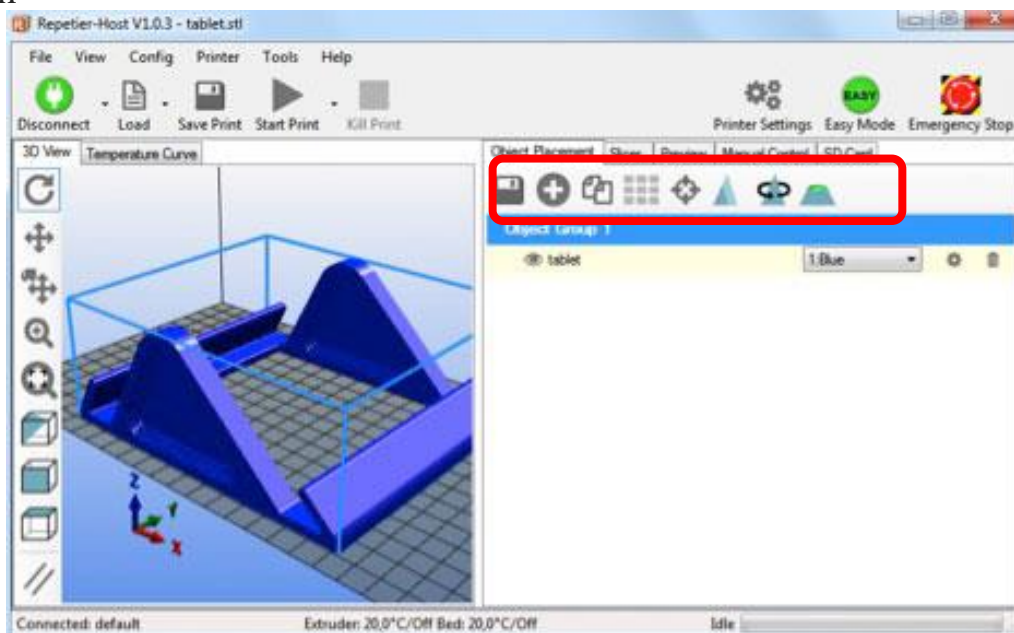 Repetier-Host V1.0.3 - tablet.stl
File View Config Printer Tools Help
Disconnect Load Save Print Start Print Kill Print Printer Settings EASY Easy Mode Emergency Stop
3D View Temperature Curve Object Placement Slicer Preview Manual Control SD Card
Object Group 1
tablet 1:Blue
Z
Y
X
Connected: default Extruder: 20,0°C/Off Bed: 20,0°C/Off Idle